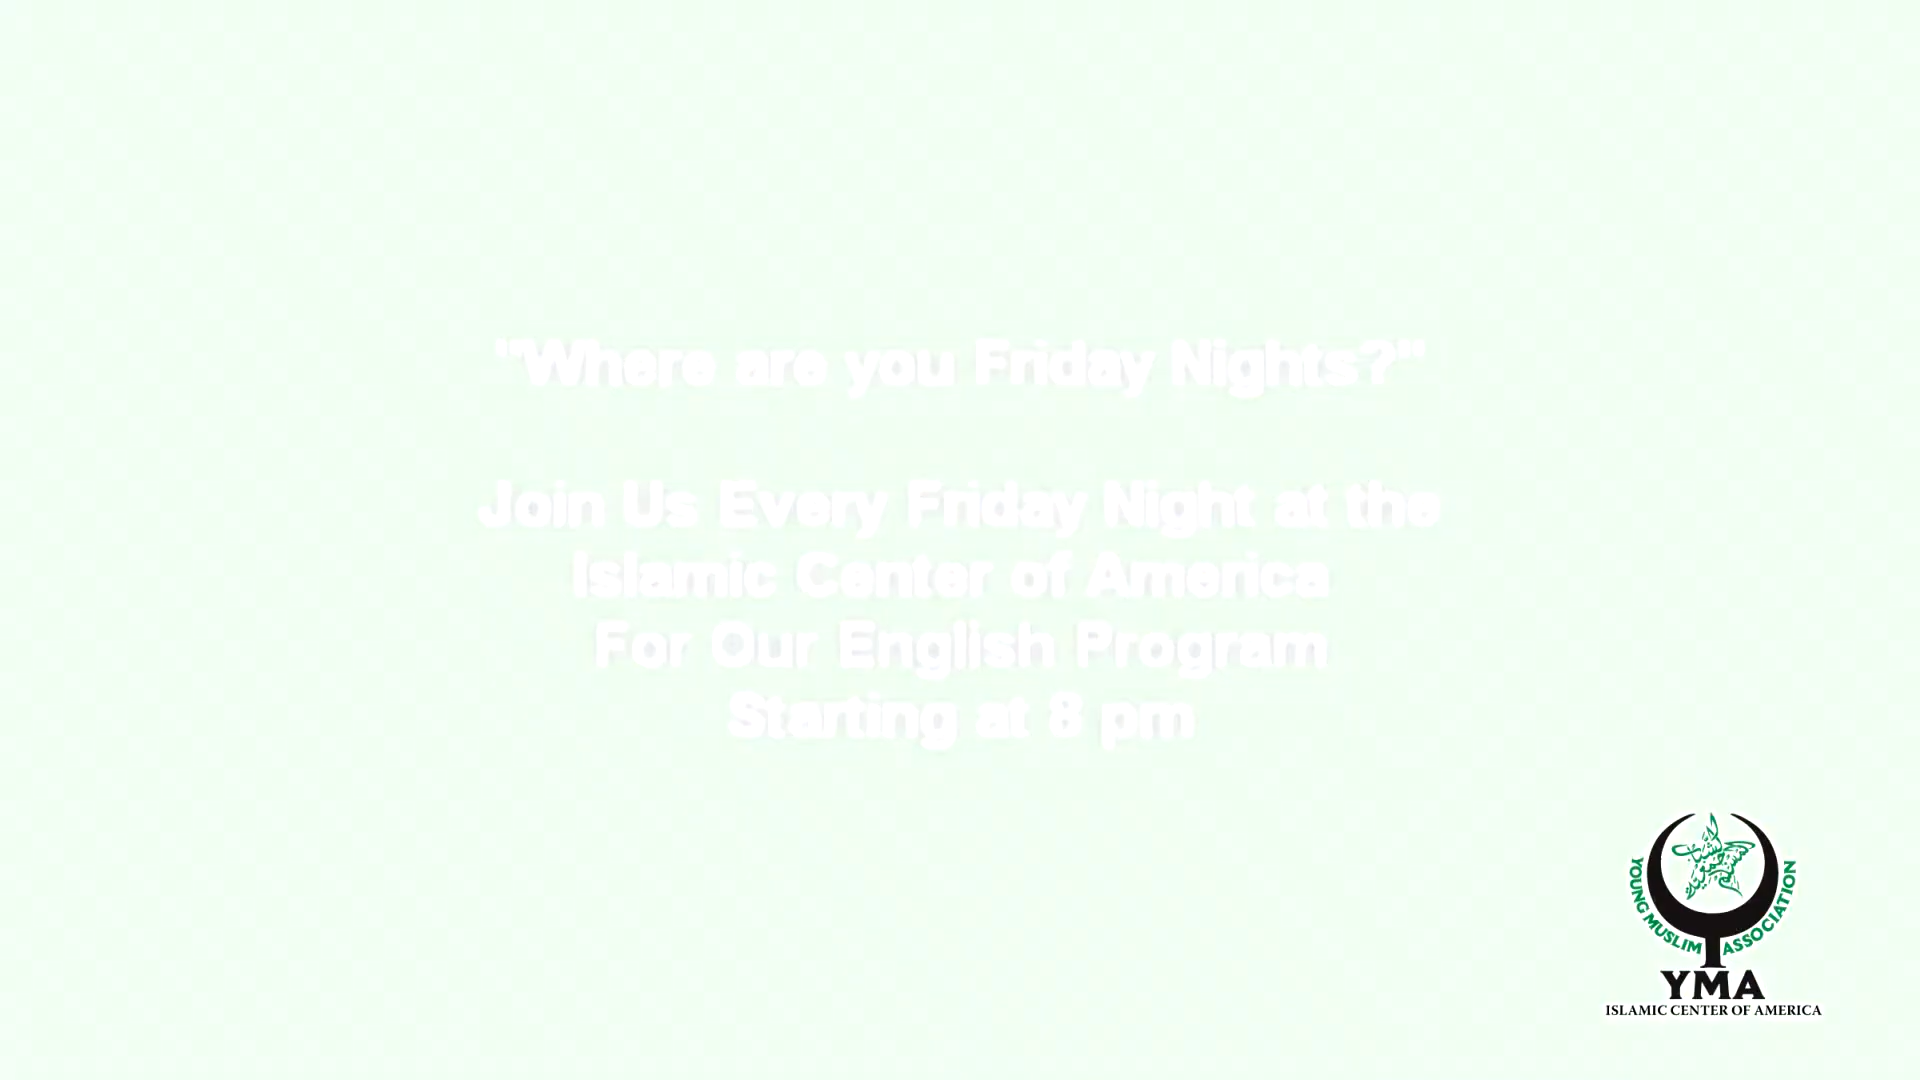 "Where are you Friday Nights?"
Join Us Every Friday Night at the
Islamic Center of America
For Our English Program
Starting at 8 pm
YOUNG MUSLIM ASSOCIATION
YMA
ISLAMIC CENTER OF AMERICA